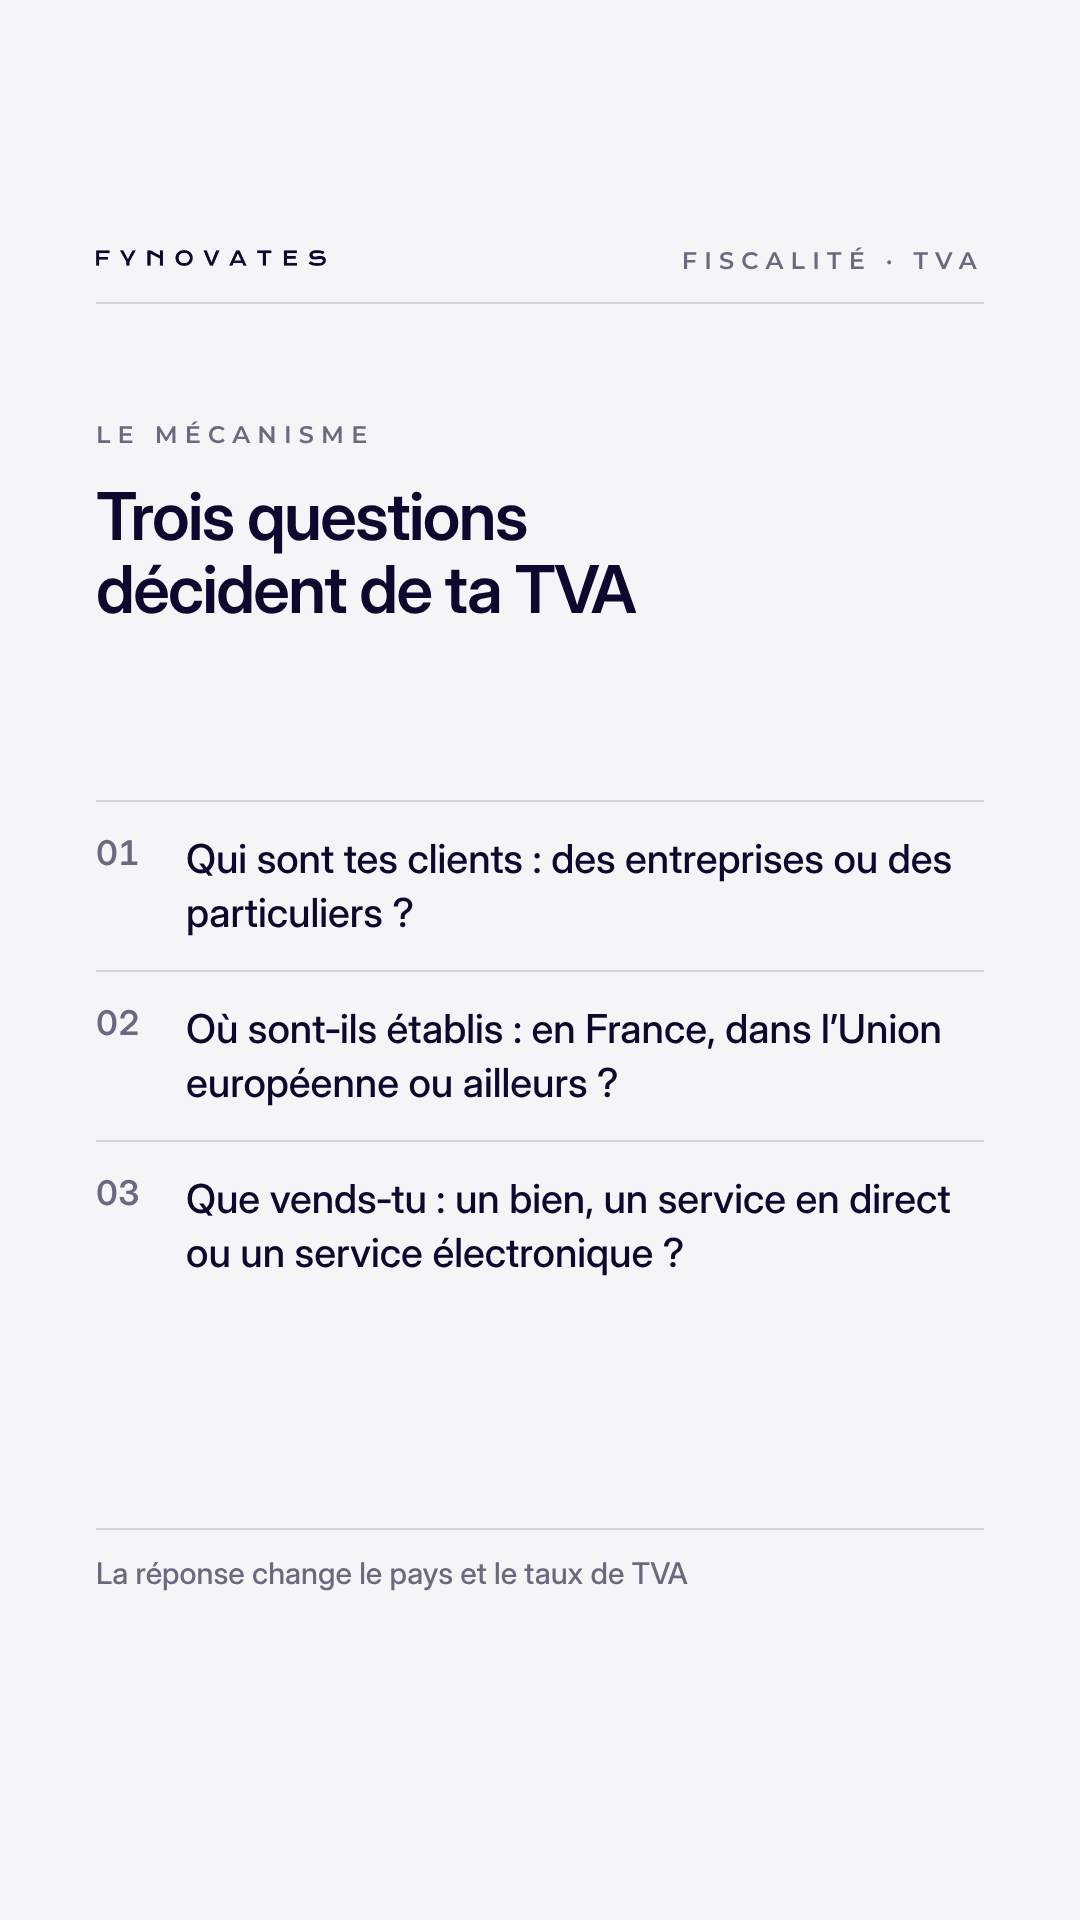 FYNOVATES
FISCALITÉ · TVA
LE MÉCANISME
Trois questions
décident de ta TVA
01 Qui sont tes clients : des entreprises ou des
particuliers ?
02 Où sont-ils établis : en France, dans l’Union
européenne ou ailleurs ?
03 Que vends-tu : un bien, un service en direct
ou un service électronique ?
La réponse change le pays et le taux de TVA